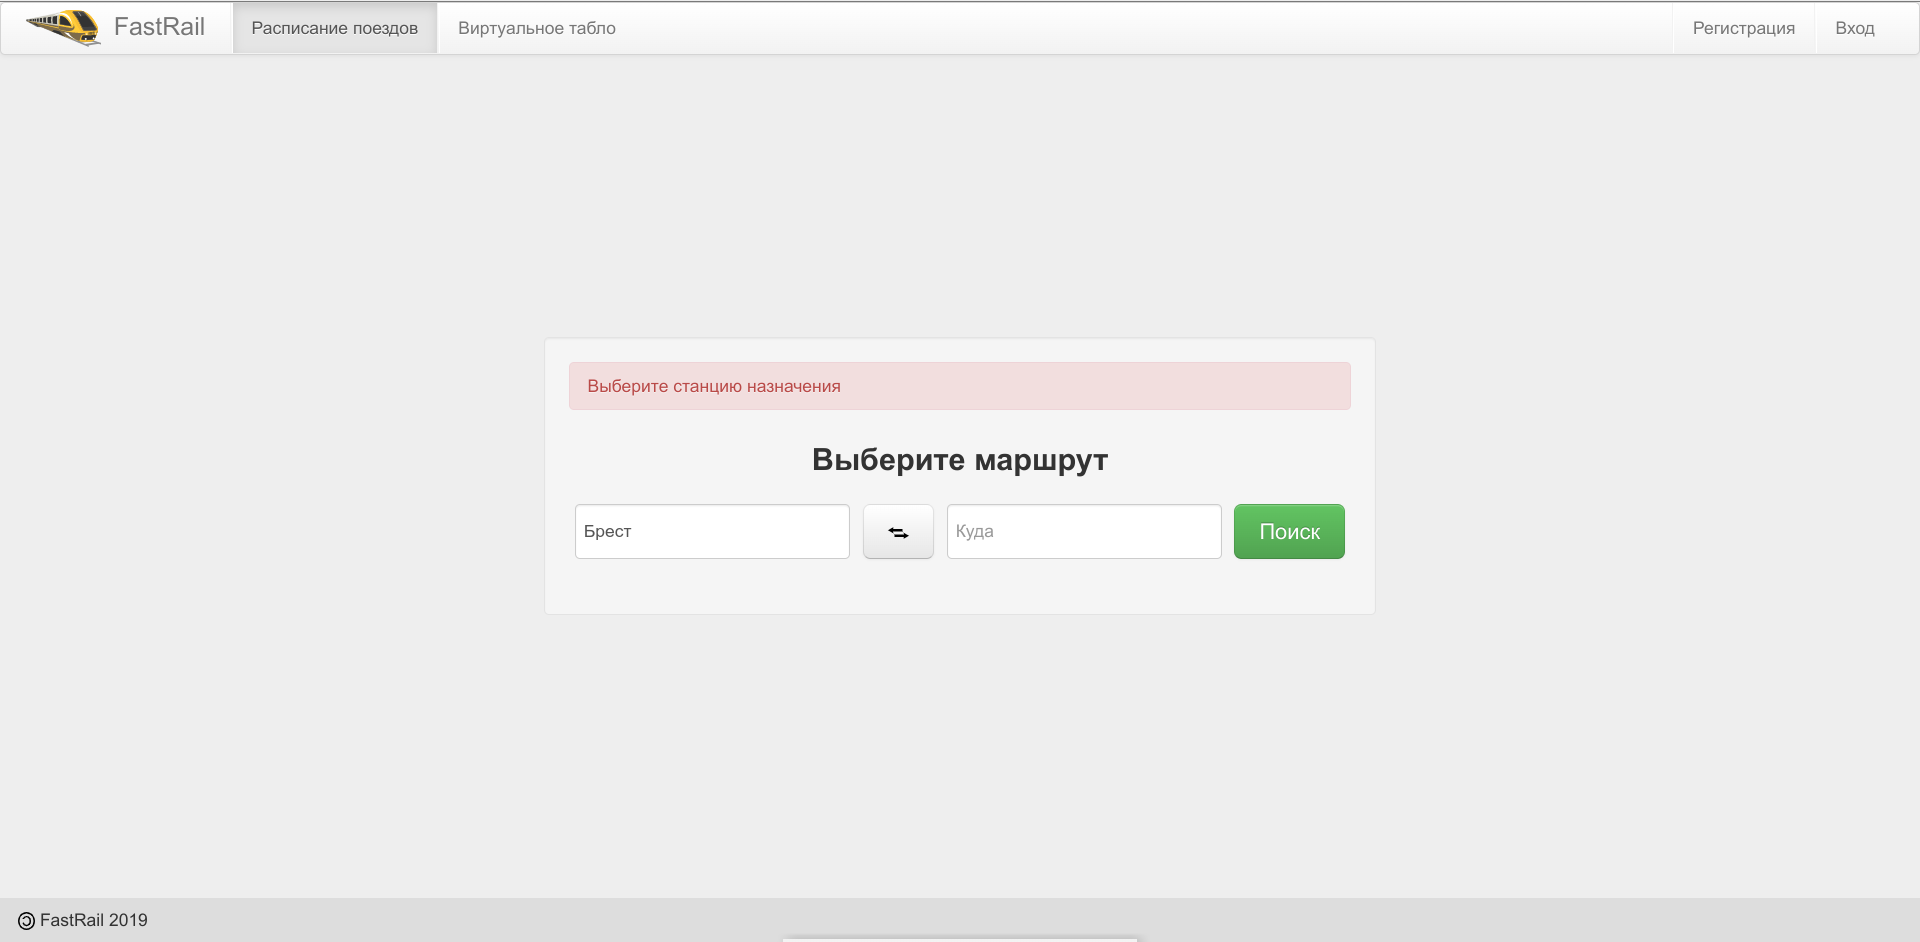 FastRail
Расписание поездов
Виртуальное табло
Регистрация
Вход
Выберите станцию назначения
Выберите маршрут
Брест
Куда
Поиск
FastRail 2019